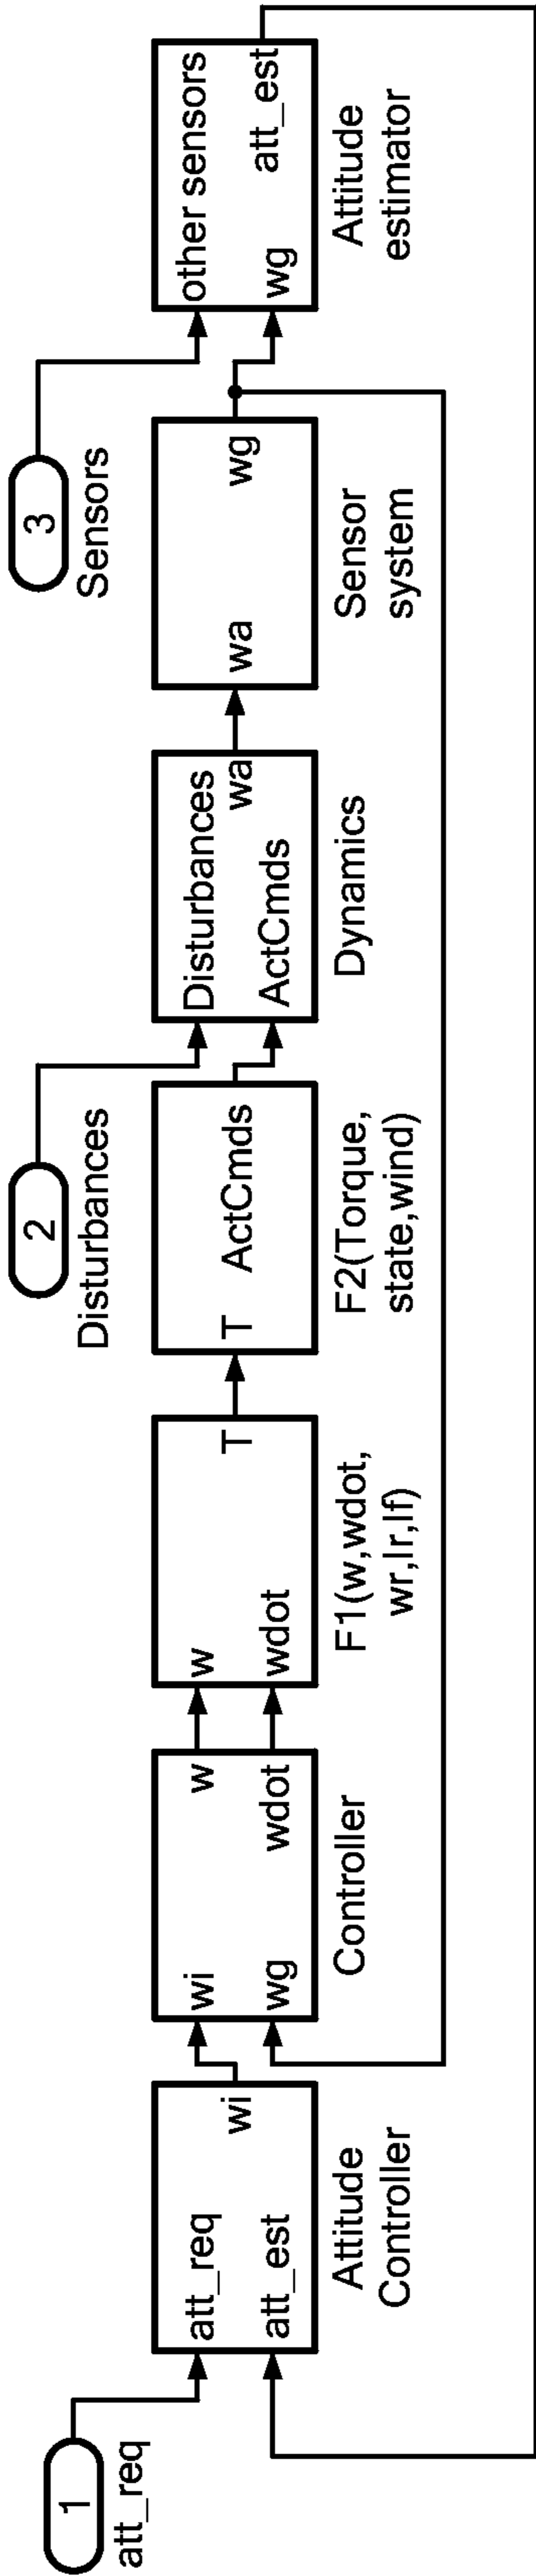 1
att_req
att_req
att_est
wi
Attitude
Controller
wi
wg
w
wdot
Controller
w
wdot
T
F1(w,wdot,
wr,lr,lf)
T
ActCmds
F2(Torque,
state,wind)
2
Disturbances
Disturbances
ActCmds
wa
Dynamics
wa
wg
Sensor
system
3
Sensors
other sensors
wg
att_est
Attitude
estimator